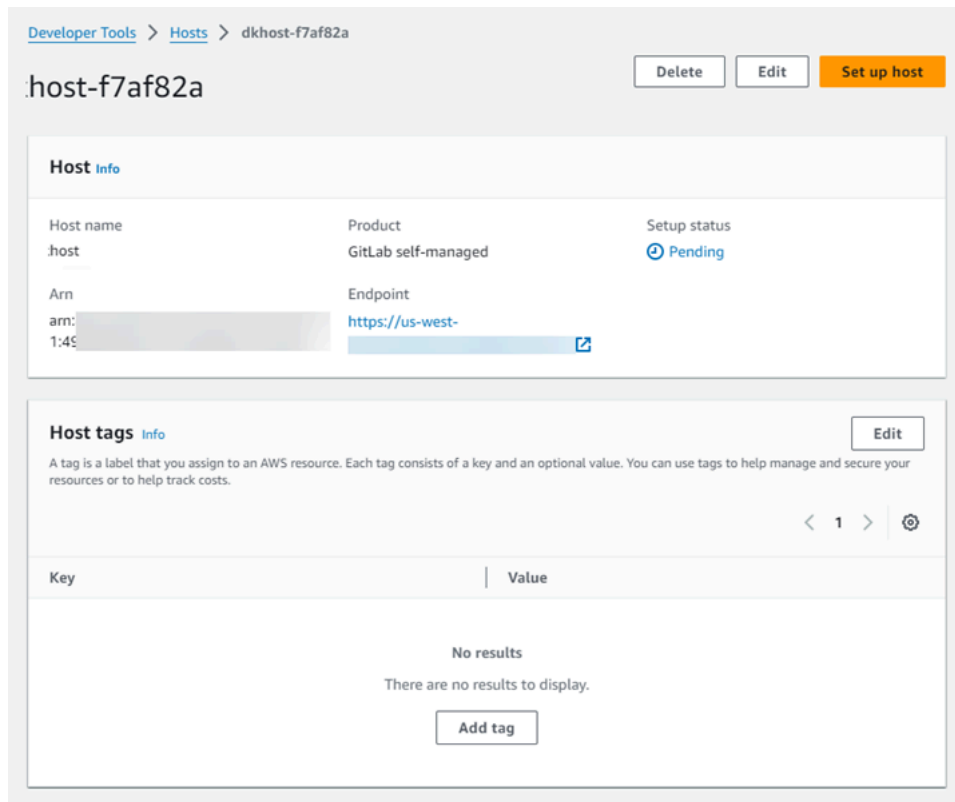 Developer Tools > Hosts > dkhost-f7af82a
:host-f7af82a
Delete Edit Set up host
Host Info
Host name Product Setup status
:host GitLab self-managed Pending
Arn Endpoint
arn: https://us-west-
1:49
Host tags Info Edit
A tag is a label that you assign to an AWS resource. Each tag consists of a key and an optional value. You can use tags to help manage and secure your
resources or to help track costs.
< 1 >
Key Value
No results
There are no results to display.
Add tag